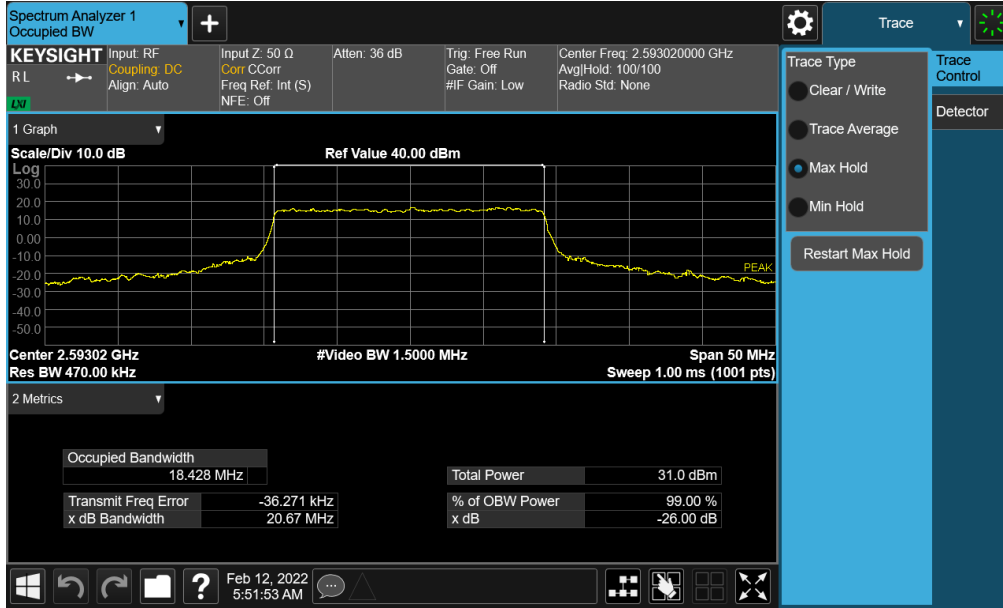 Spectrum Analyzer 1
Occupied BW
Trace
KEYSIGHT
R L
LXI
Input: RF
Coupling: DC
Align: Auto
Input Z: 50 Ω
Corr CCorr
Freq Ref: Int (S)
NFE: Off
Atten: 36 dB
Trig: Free Run
Gate: Off
#IF Gain: Low
Center Freq: 2.593020000 GHz
Avg|Hold: 100/100
Radio Std: None
Trace Type
Clear / Write
Trace Average
Max Hold
Min Hold
Restart Max Hold
Trace
Control
Detector
1 Graph
Scale/Div 10.0 dB
Ref Value 40.00 dBm
Log
30.0
20.0
10.0
0.00
-10.0
-20.0
-30.0
-40.0
-50.0
PEAK
Center 2.59302 GHz
#Video BW 1.5000 MHz
Span 50 MHz
Res BW 470.00 kHz
Sweep 1.00 ms (1001 pts)
2 Metrics
Occupied Bandwidth
18.428 MHz
Total Power 31.0 dBm
Transmit Freq Error -36.271 kHz
% of OBW Power 99.00 %
x dB Bandwidth 20.67 MHz
x dB -26.00 dB
?
Feb 12, 2022
5:51:53 AM